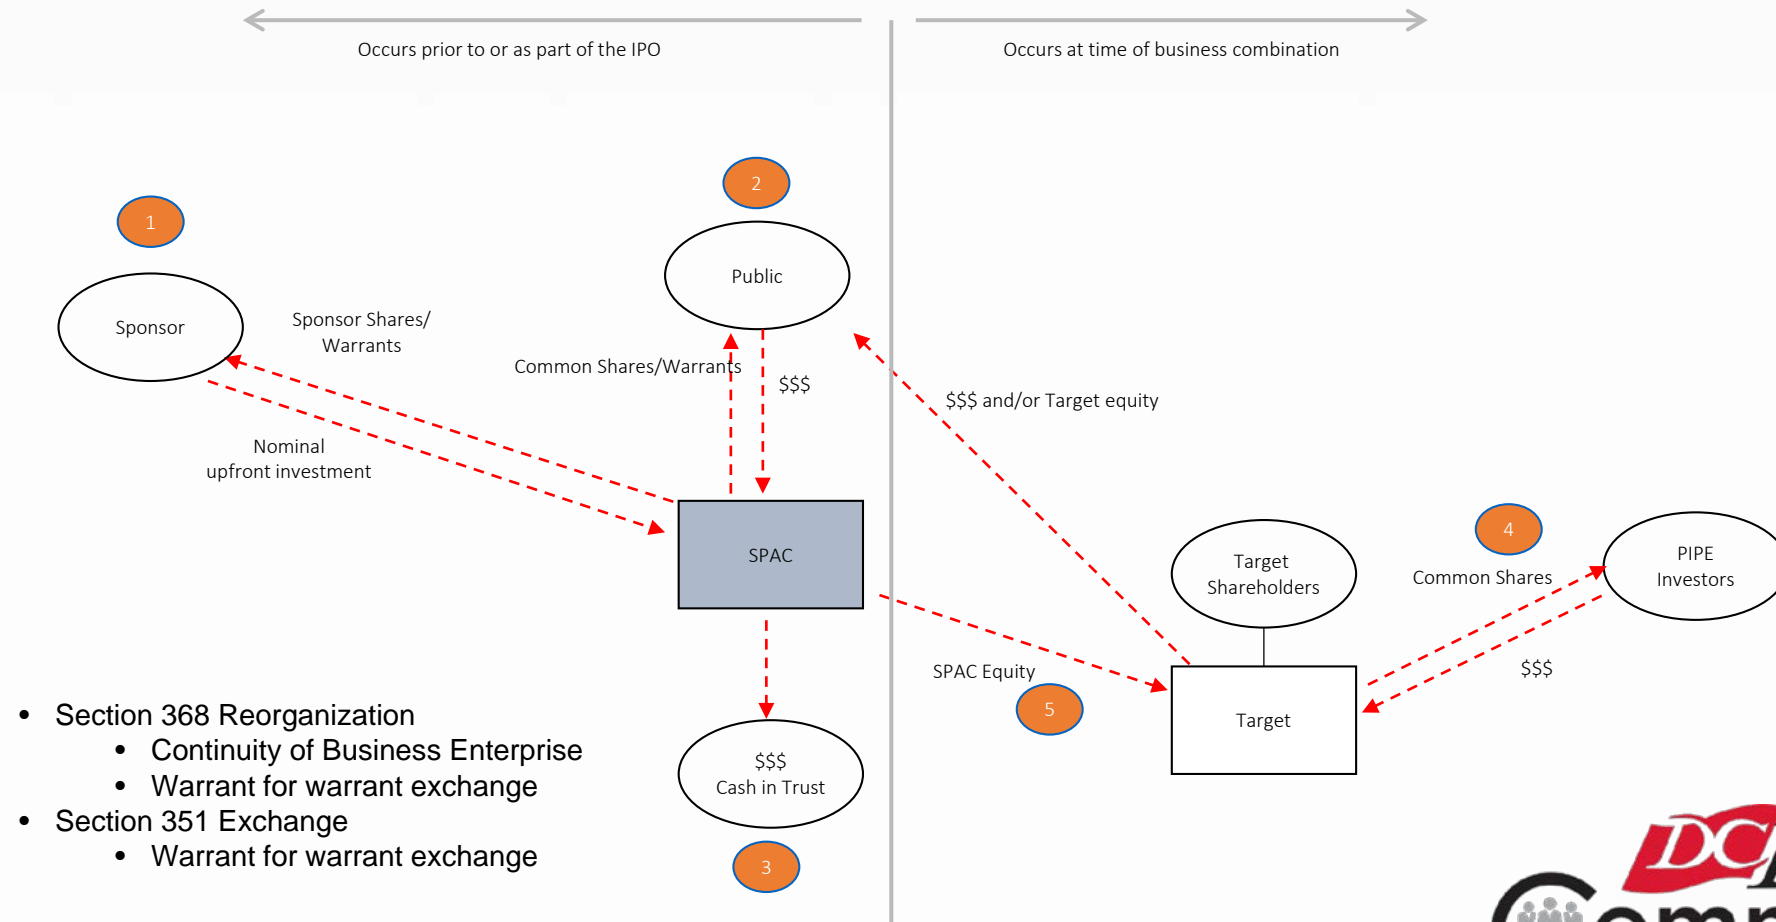 Occurs prior to or as part of the IPO
Occurs at time of business combination
1
2
Sponsor
Public
Sponsor Shares/
Warrants
Common Shares/Warrants
$$$
$$$ and/or Target equity
Nominal
upfront investment
SPAC
Target
Shareholders
4
Common Shares
PIPE
Investors
SPAC Equity
5
$$$
Target
$$$
Cash in Trust
3
• Section 368 Reorganization
• Continuity of Business Enterprise
• Warrant for warrant exchange
• Section 351 Exchange
• Warrant for warrant exchange